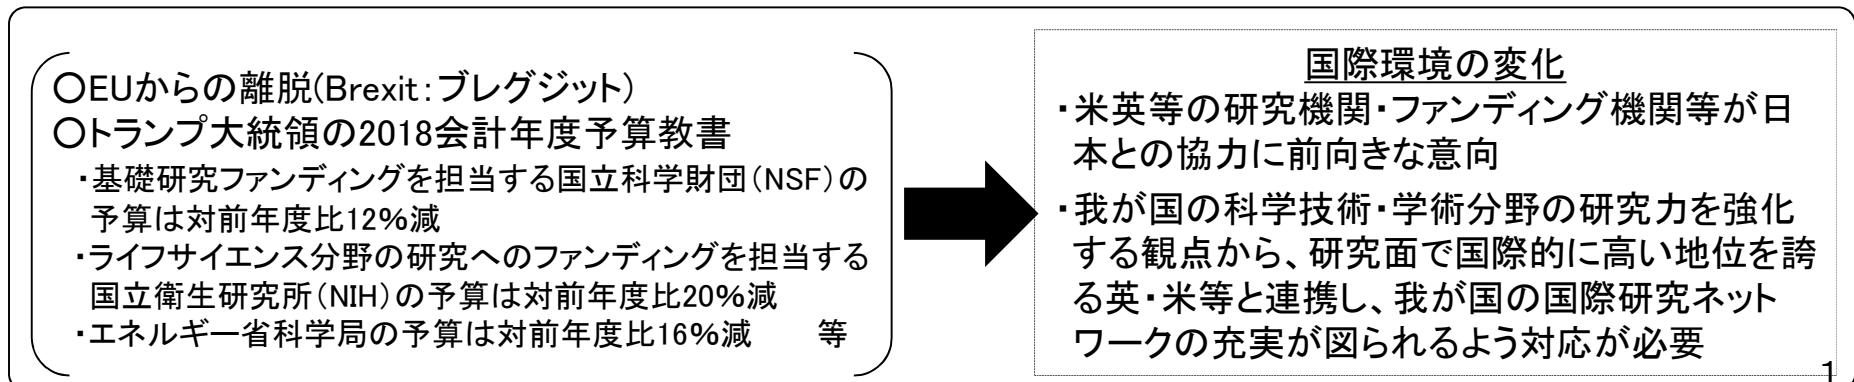 〇EUからの離脱(Brexit:ブレグジット)
〇トランプ大統領の2018会計年度予算教書
・基礎研究ファンディングを担当する国立科学財団(NSF)の
予算は対前年度比12%減
・ライフサイエンス分野の研究へのファンディングを担当する
国立衛生研究所(NIH)の予算は対前年度比20%減
・エネルギー省科学局の予算は対前年度比16%減　　等
国際環境の変化
・米英等の研究機関・ファンディング機関等が日
本との協力に前向きな意向
・我が国の科学技術・学術分野の研究力を強化
する観点から、研究面で国際的に高い地位を誇
る英・米等と連携し、我が国の国際研究ネット
ワークの充実が図られるよう対応が必要
1